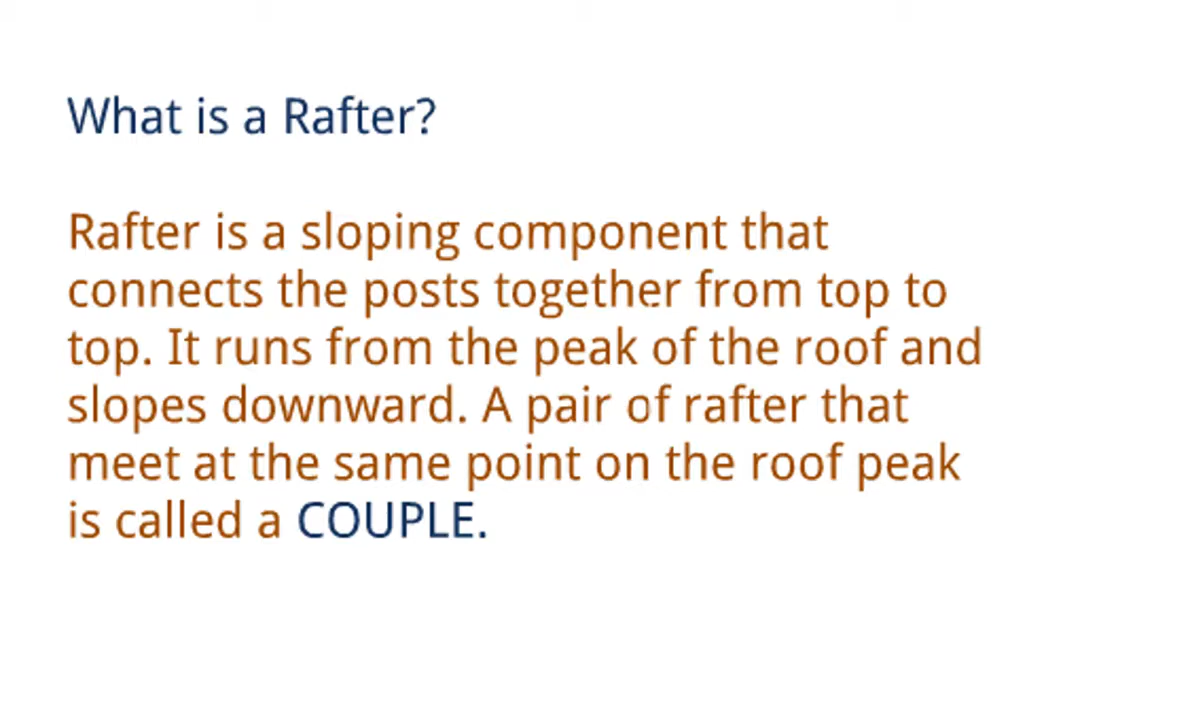 What is a Rafter?
Rafter is a sloping component that
connects the posts together from top to
top. It runs from the peak of the roof and
slopes downward. A pair of rafter that
meet at the same point on the roof peak
is called a COUPLE.